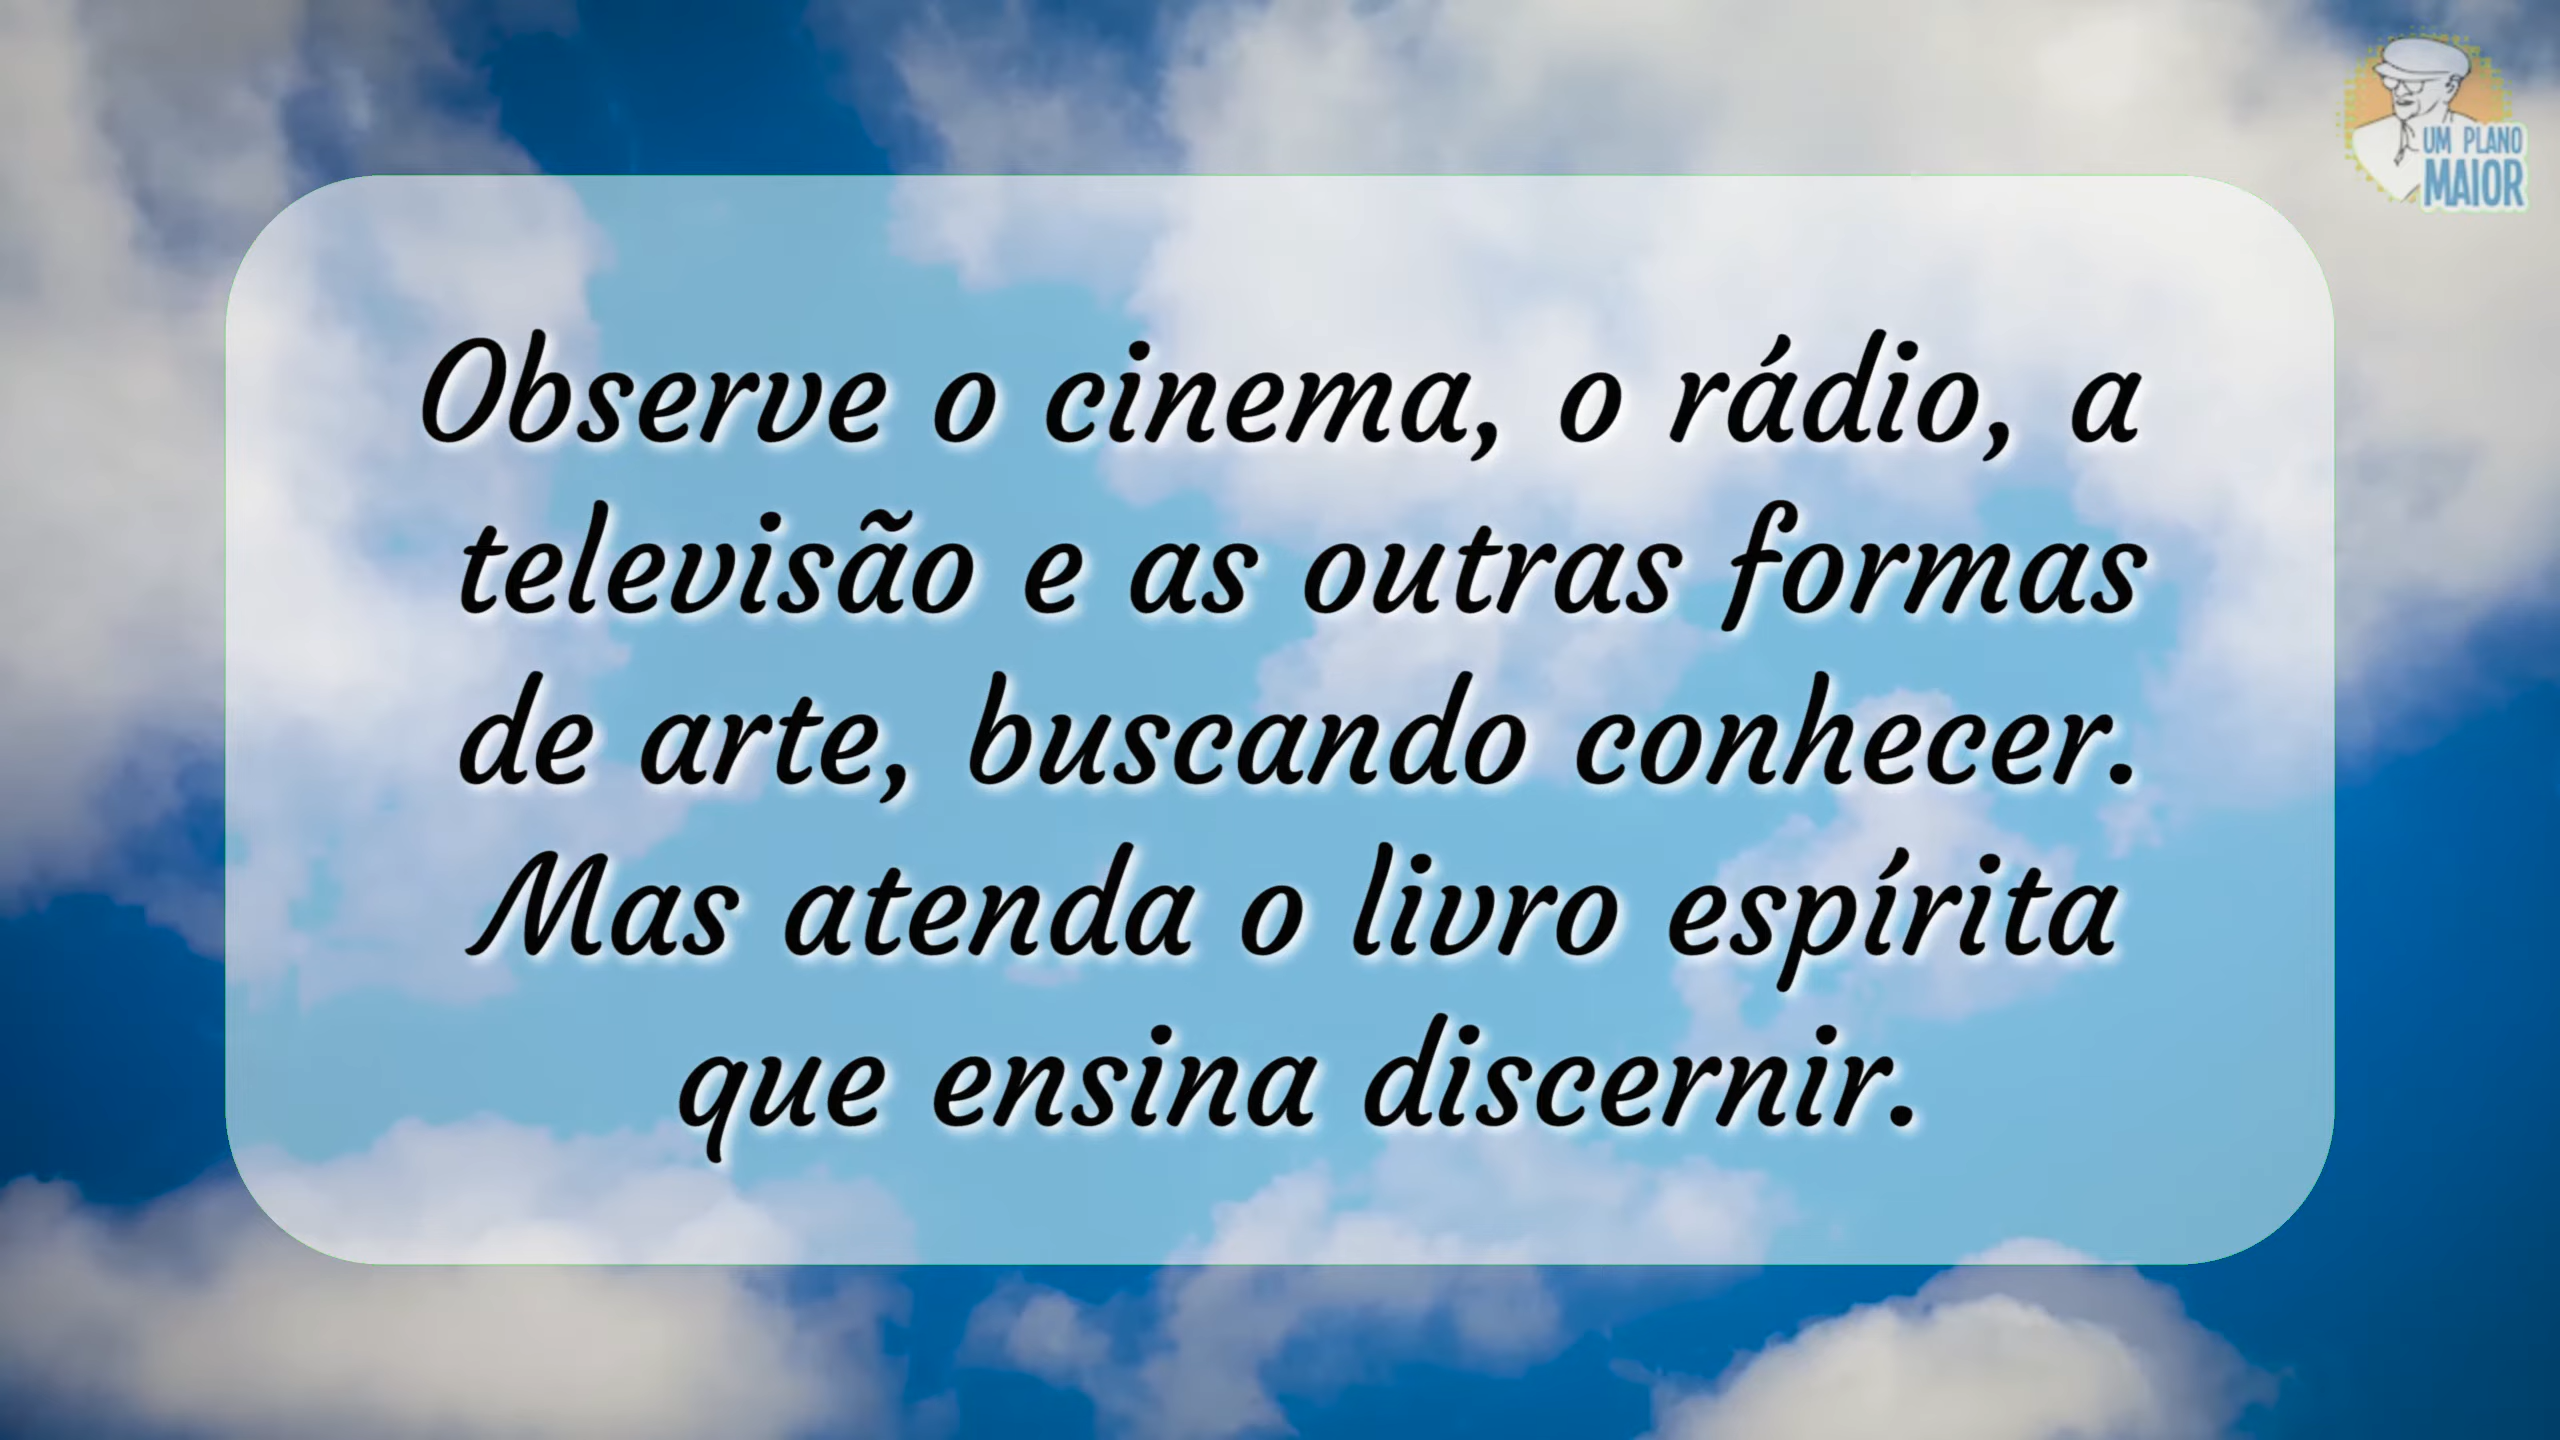 UM PLANO
MAIOR
Observe o cinema, o rádio, a
televisão e as outras formas
de arte, buscando conhecer.
Mas atenda o livro espírita
que ensina discernir.